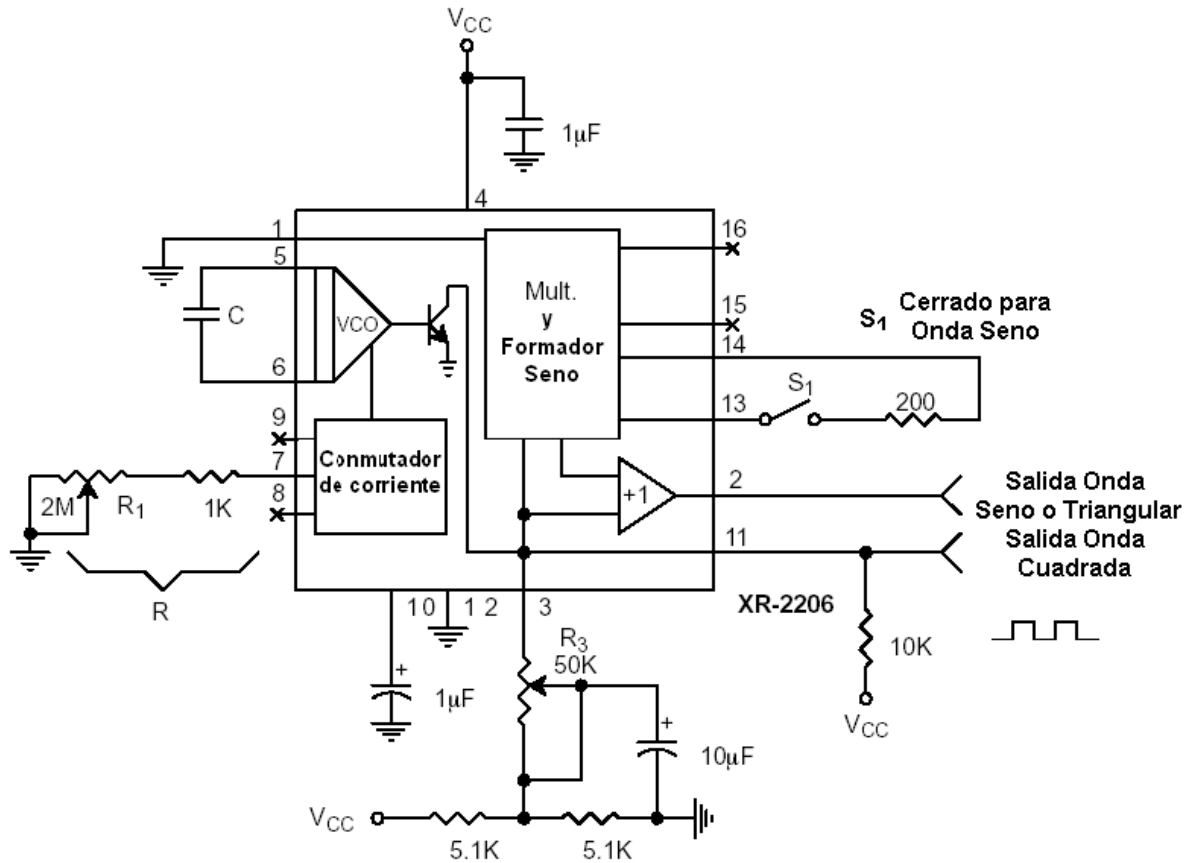 VCC
1μF
4
1
16
5
Mult.
y
Formador
Seno
C
VCO
15
S1 Cerrado para
Onda Seno
14
6
S1
13
200
9
Conmutador
de corriente
7
2M
R1
1K
8
+1
2
Salida Onda
Seno o Triangular
11
Salida Onda
Cuadrada
R
10
1 2
3
XR-2206
R3
50K
10K
1μF
+
+
10μF
VCC
VCC
5.1K
5.1K